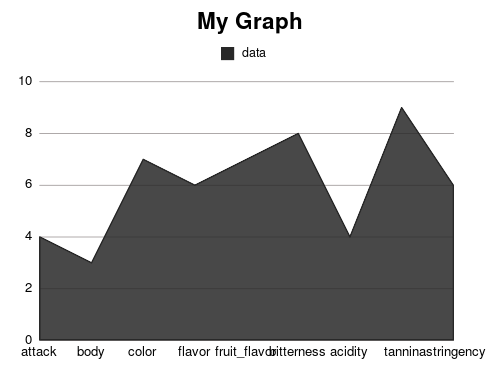 My Graph
data
10
8
6
4
2
0
attack body color flavor fruit_flavor bitterness acidity tannin astringency